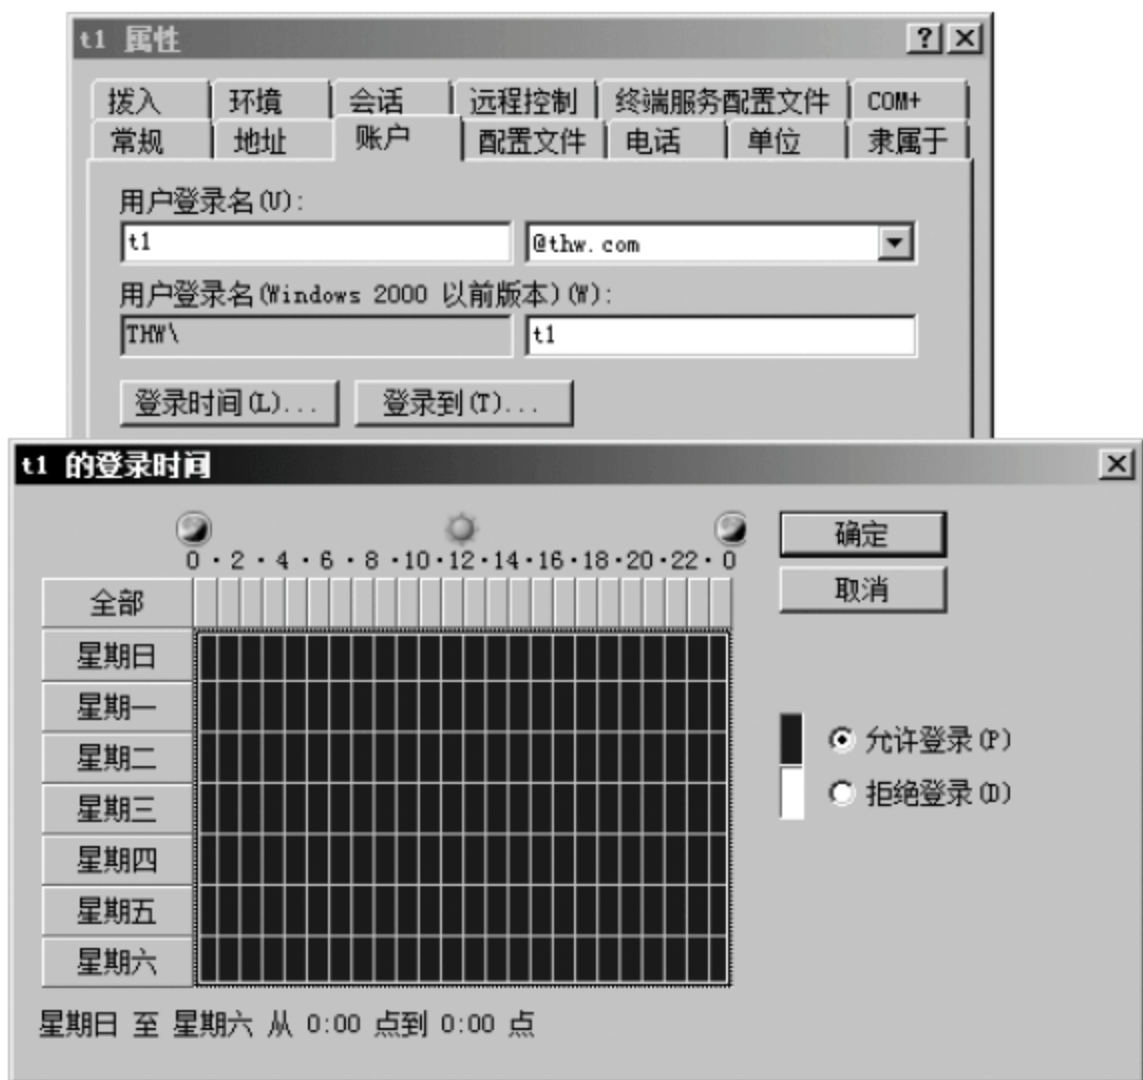 t1 属性
拨入 环境 会话 远程控制 终端服务配置文件 COM+
常规 地址 账户 配置文件 电话 单位 隶属于
用户登录名(U):
t1 @thw.com
用户登录名(Windows 2000 以前版本)(W):
THW\ t1
登录时间(L)... 登录到(T)...
t1 的登录时间
确定
0·2·4·6·8·10·12·14·16·18·20·22·0
取消
全部
星期日
星期一
星期二
允许登录(P)
星期三
拒绝登录(D)
星期四
星期五
星期六
星期日 至 星期六 从 0:00 点到 0:00 点